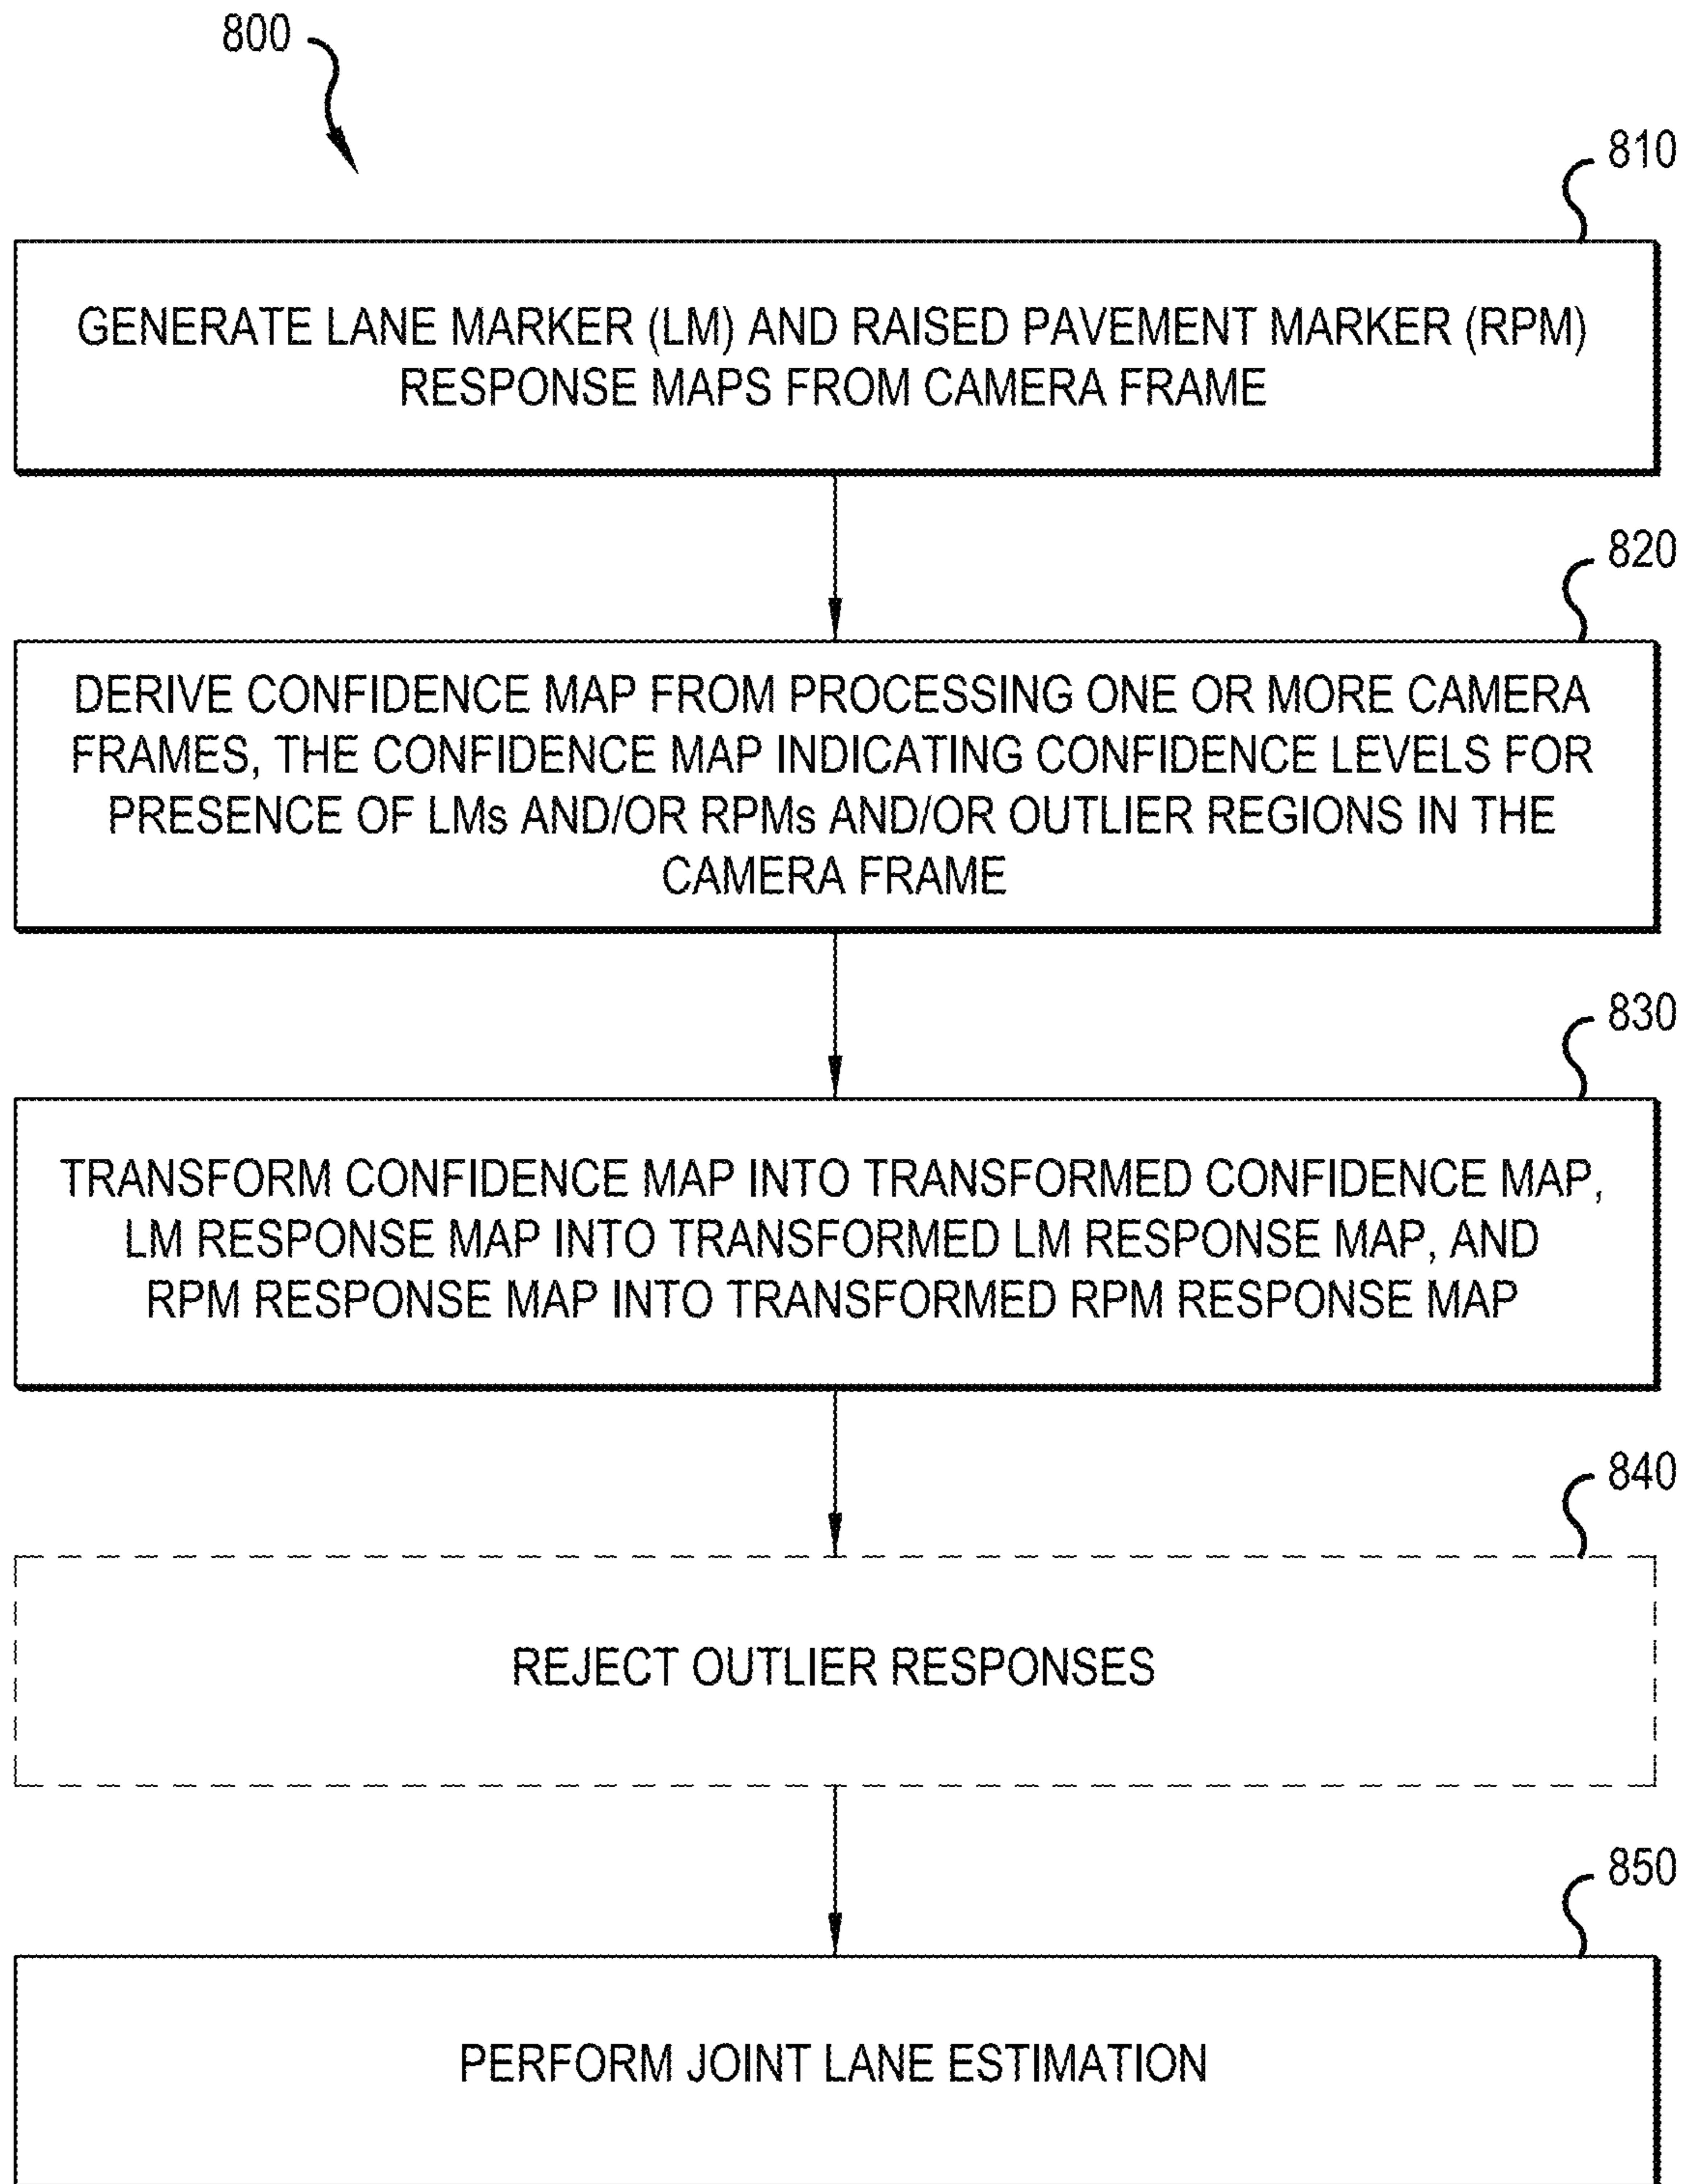 800
810
GENERATE LANE MARKER (LM) AND RAISED PAVEMENT MARKER (RPM)
RESPONSE MAPS FROM CAMERA FRAME
820
DERIVE CONFIDENCE MAP FROM PROCESSING ONE OR MORE CAMERA
FRAMES, THE CONFIDENCE MAP INDICATING CONFIDENCE LEVELS FOR
PRESENCE OF LMs AND/OR RPMs AND/OR OUTLIER REGIONS IN THE
CAMERA FRAME
830
TRANSFORM CONFIDENCE MAP INTO TRANSFORMED CONFIDENCE MAP,
LM RESPONSE MAP INTO TRANSFORMED LM RESPONSE MAP, AND
RPM RESPONSE MAP INTO TRANSFORMED RPM RESPONSE MAP
840
REJECT OUTLIER RESPONSES
850
PERFORM JOINT LANE ESTIMATION